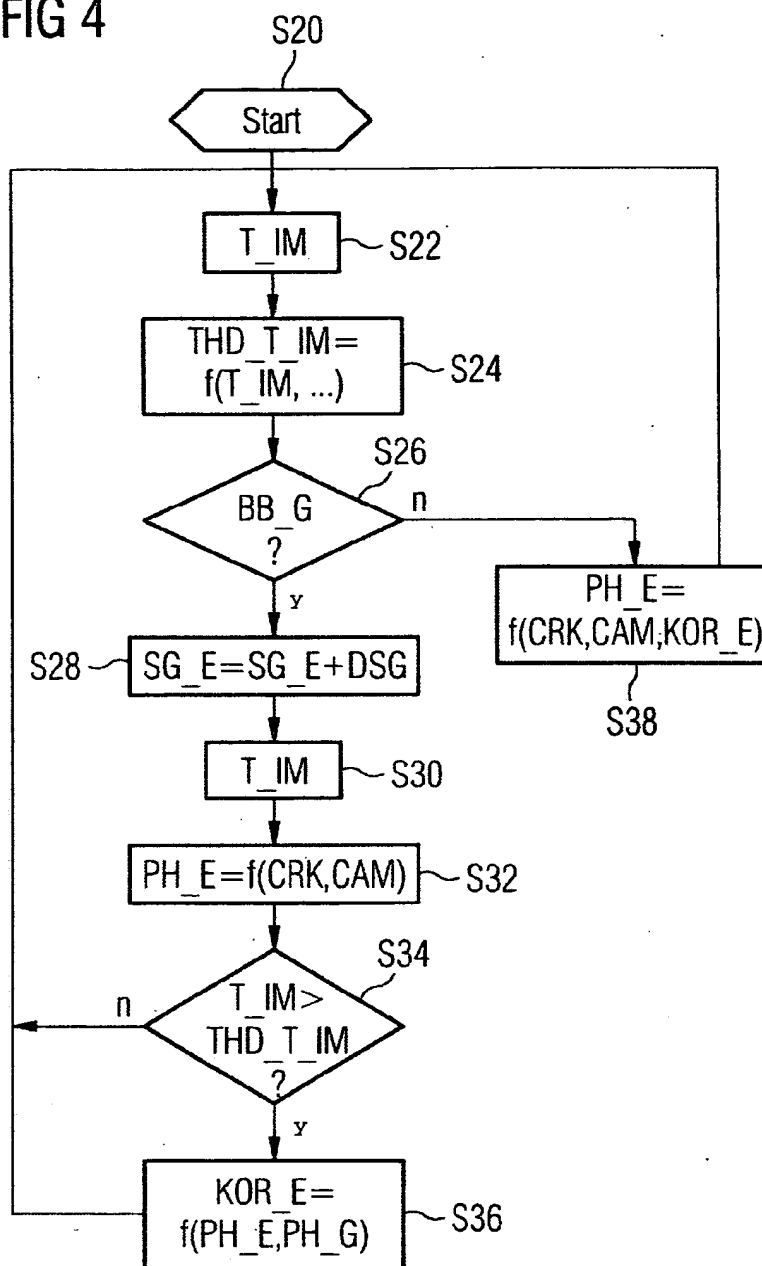 FIG 4
S20
Start
T_IM
S22
THD_T_IM=
f(T_IM, ...)
S24
S26
BB_G
?
n
y
PH_E=
f(CRK,CAM,KOR_E)
S38
S28
SG_E=SG_E+DSG
T_IM
S30
PH_E=f(CRK,CAM)
S32
S34
T_IM>
THD_T_IM
?
n
y
KOR_E=
f(PH_E,PH_G)
S36